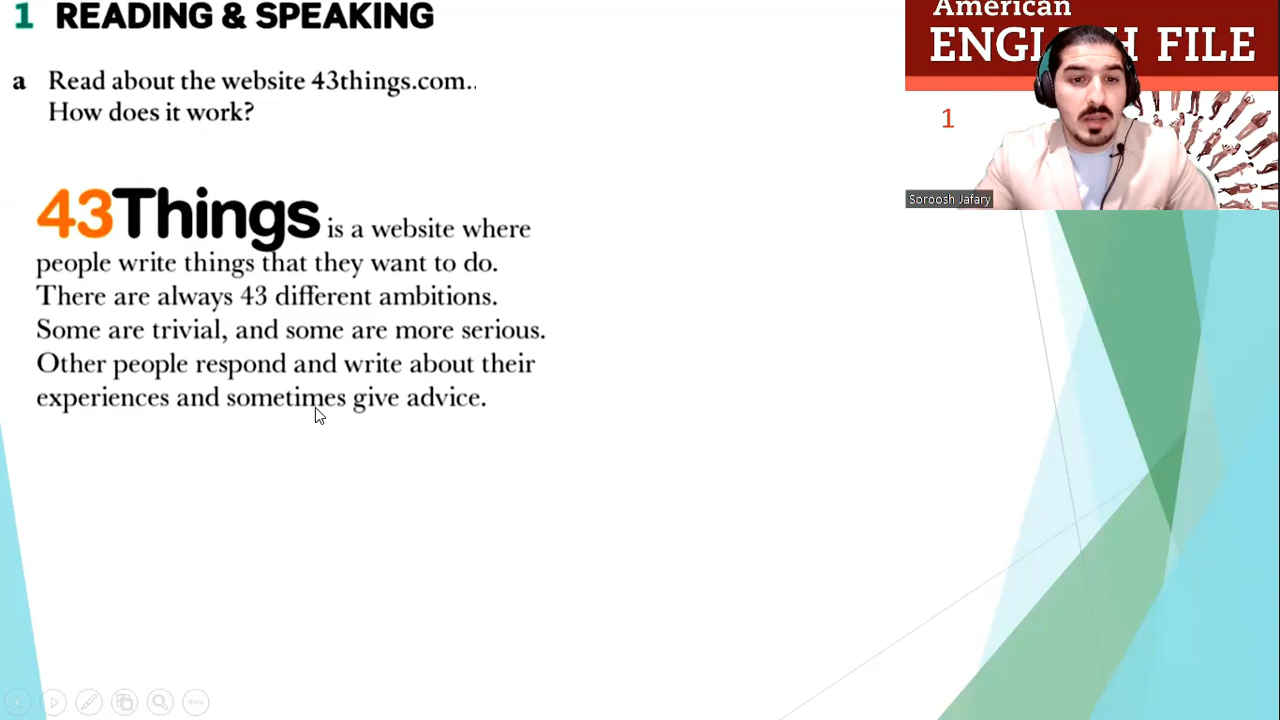 1 READING & SPEAKING
a Read about the website 43things.com..
How does it work?
43Things is a website where
people write things that they want to do.
There are always 43 different ambitions.
Some are trivial, and some are more serious.
Other people respond and write about their
experiences and sometimes give advice.
American
ENGLISH FILE
1
Soroosh Jafary